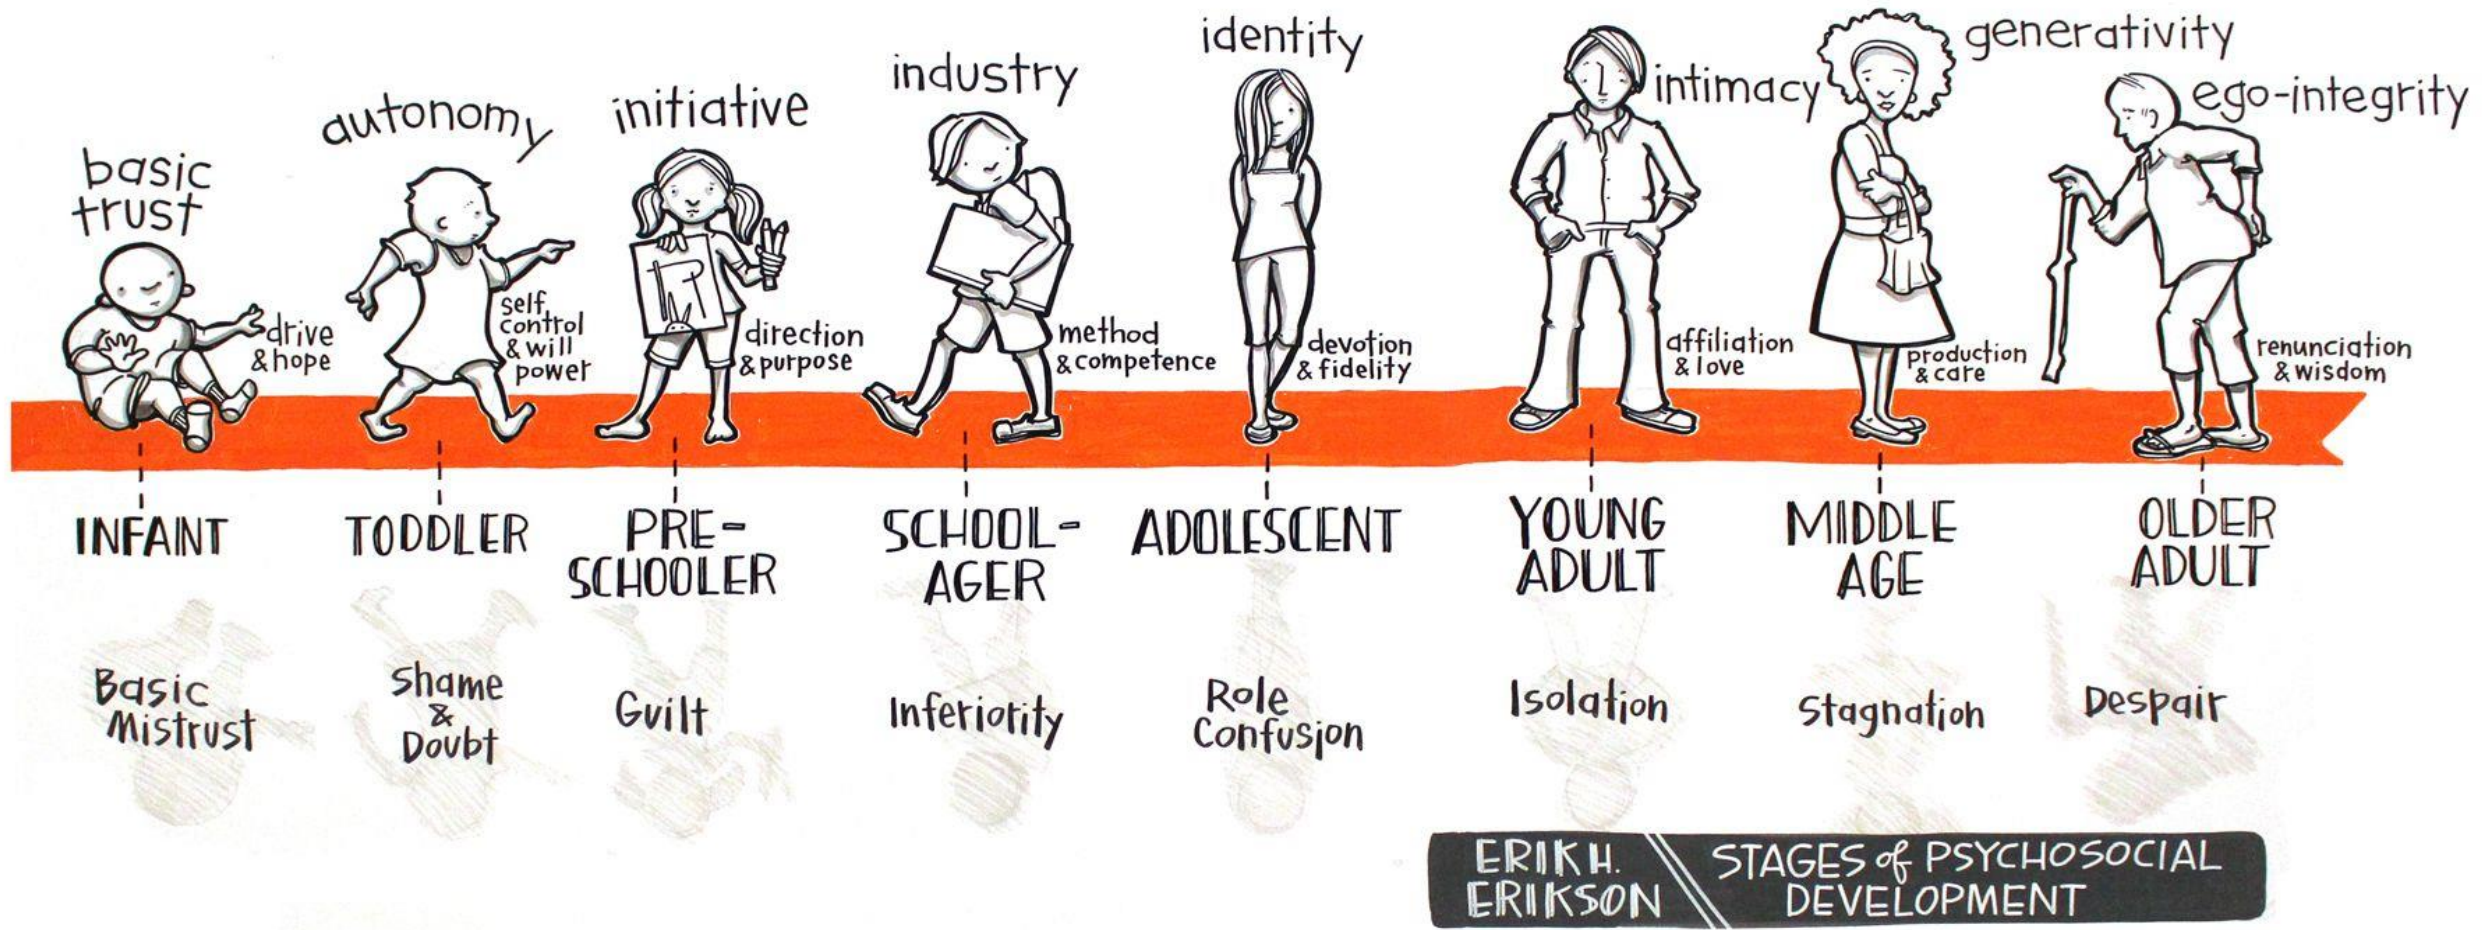 basic
trust
drive
& hope
INFANT
Basic
Mistrust
autonomy
self
control
& will
power
TODDLER
Shame
&
Doubt
initiative
direction
& purpose
PRE-
SCHOOLER
Guilt
industry
method
& competence
SCHOOL-
AGER
Inferiority
identity
devotion
& fidelity
ADOLESCENT
Role
Confusion
intimacy
affiliation
& love
YOUNG
ADULT
Isolation
generativity
production
& care
MIDDLE
AGE
Stagnation
ego-integrity
renunciation
& wisdom
OLDER
ADULT
Despair
ERIK H.
ERIKSON
STAGES of PSYCHOSOCIAL
DEVELOPMENT